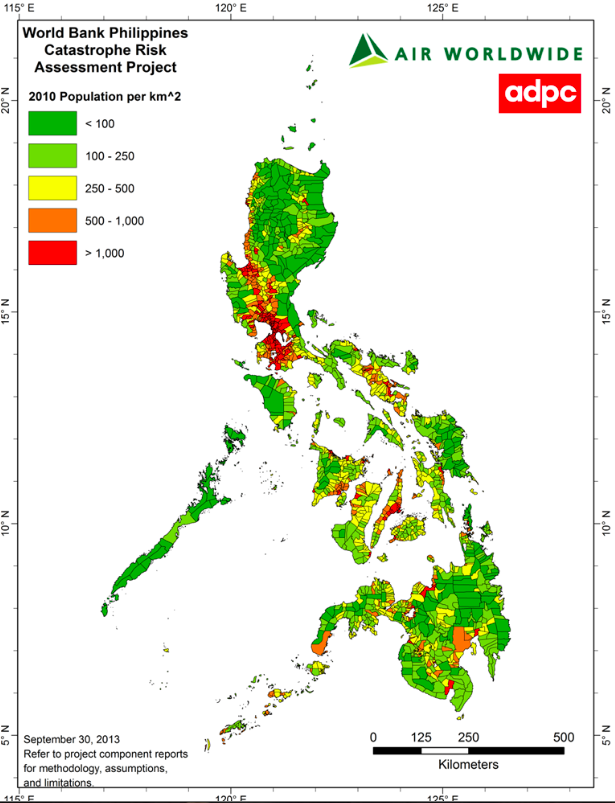 115° E
120° E
125° E
World Bank Philippines
Catastrophe Risk
Assessment Project
AIR WORLDWIDE
adpc
2010 Population per km^2
< 100
100 - 250
250 - 500
500 - 1,000
> 1,000
20° N
20° N
15° N
15° N
10° N
10° N
5° N
5° N
September 30, 2013
Refer to project component reports
for methodology, assumptions,
and limitations.
0 125 250 500
Kilometers
115° E
120° E
125° E